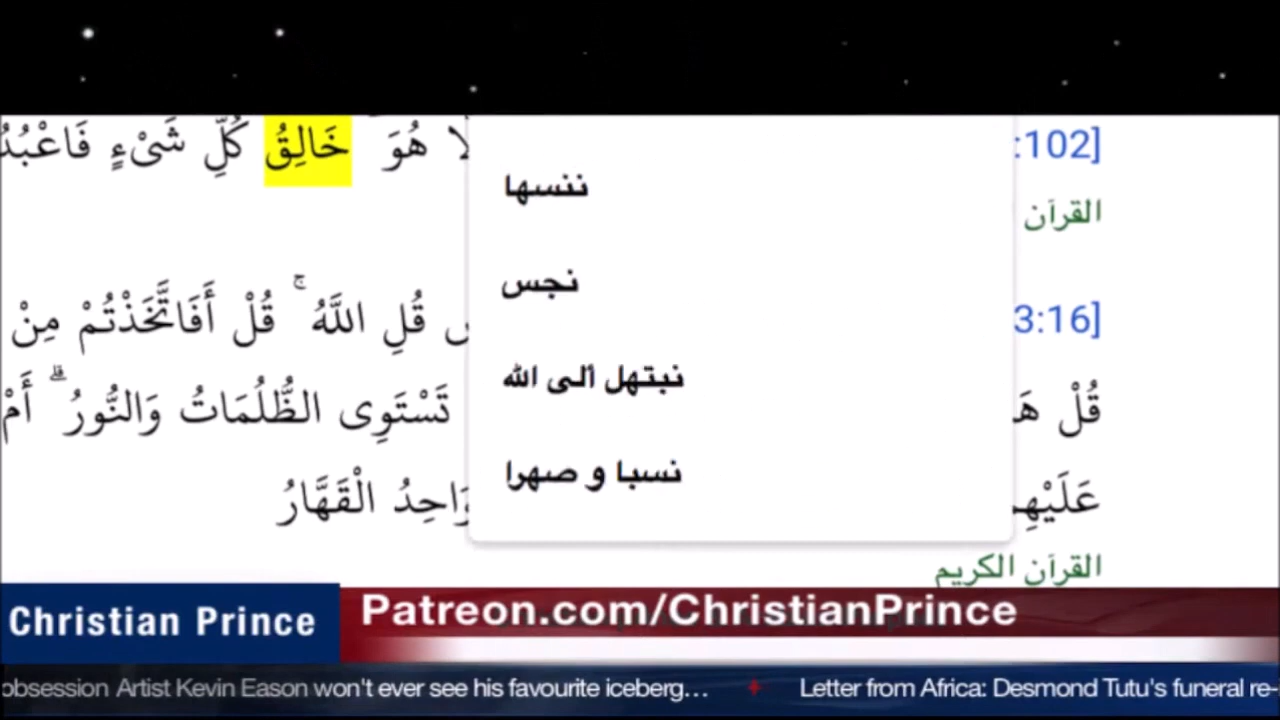 لا هُوَ خَالِقُ كُلِّ شَىْءٍ فَاعْبُدُ
:102]
القرآن
ننسها
نجس
نبتهل ألى الله
نسبا و صهرا
3:16]
قُلِ اللَّهُ ۚ قُلْ أَفَاتَّخَذْتُمْ مِنْ
قُلْ هَ
تَسْتَوِى الظُّلُمَاتُ وَالنُّورُ ۗ أَمْ
عَلَيْهِم
وَاحِدُ الْقَهَّارُ
القرآن الكريم
Christian Prince
Patreon.com/ChristianPrince
obsession Artist Kevin Eason won't ever see his favourite iceberg… Letter from Africa: Desmond Tutu's funeral re-